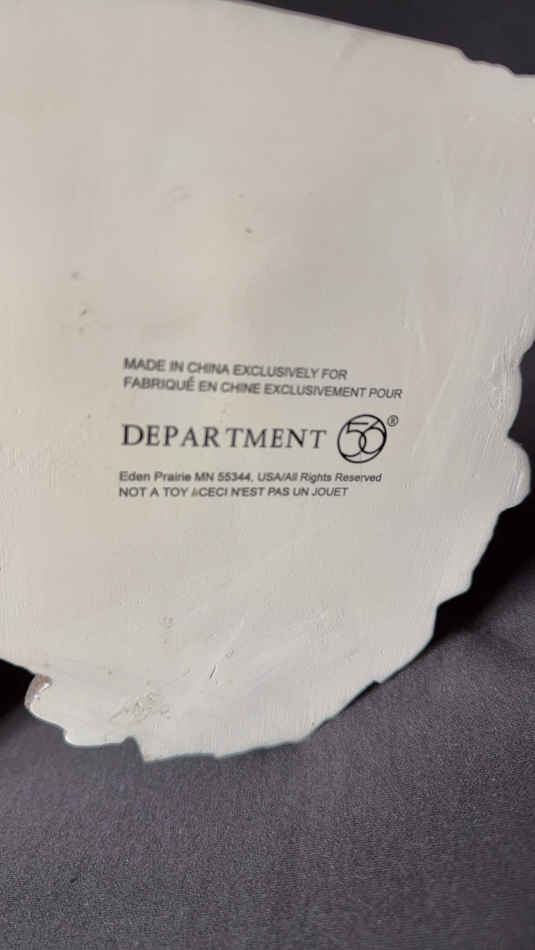 MADE IN CHINA EXCLUSIVELY FOR
FABRIQUÉ EN CHINE EXCLUSIVEMENT POUR
DEPARTMENT 56®
Eden Prairie MN 55344, USA/All Rights Reserved
NOT A TOY //CECI N'EST PAS UN JOUET